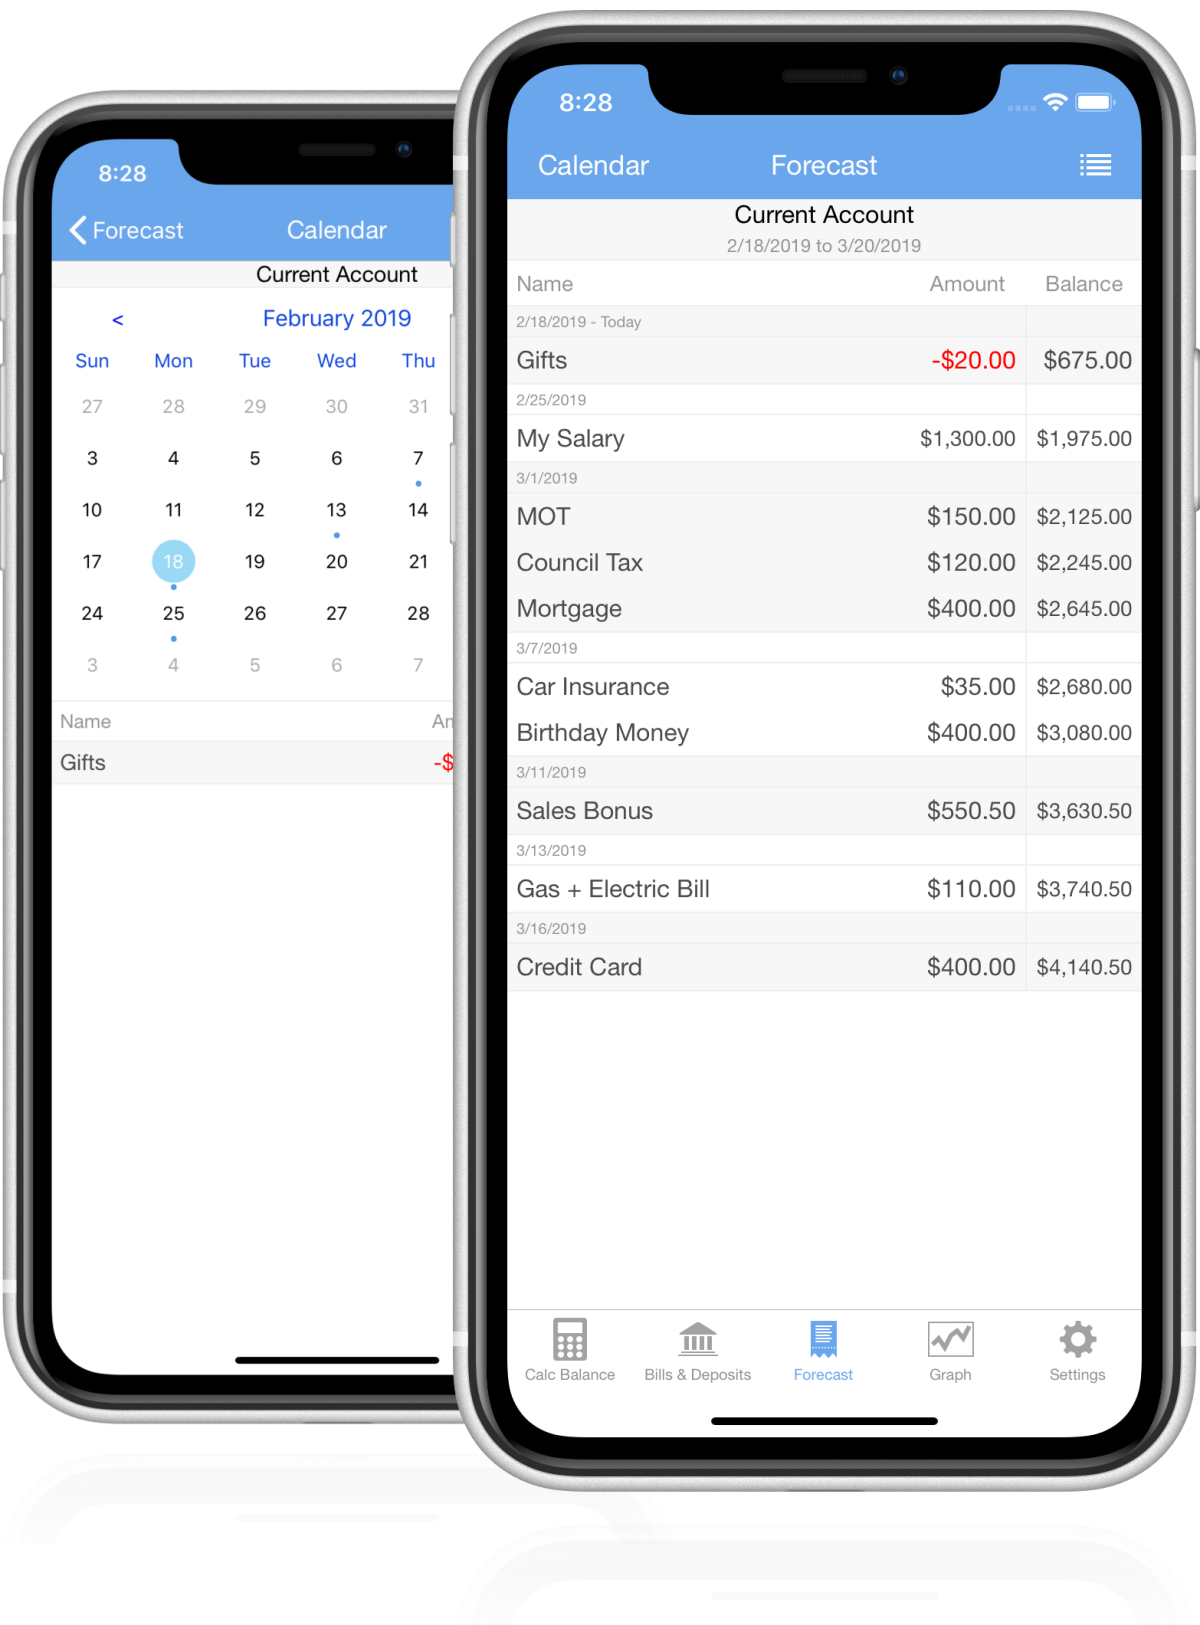 8:28
Forecast Calendar
Current Account
< February 2019
Sun Mon Tue Wed Thu
27 28 29 30 31
3 4 5 6 7
10 11 12 13 14
17 18 19 20 21
24 25 26 27 28
3 4 5 6 7
Name
Gifts -$
8:28
Calendar Forecast
Current Account
2/18/2019 to 3/20/2019
Name Amount Balance
2/18/2019 - Today
Gifts -$20.00 $675.00
2/25/2019
My Salary $1,300.00 $1,975.00
3/1/2019
MOT $150.00 $2,125.00
Council Tax $120.00 $2,245.00
Mortgage $400.00 $2,645.00
3/7/2019
Car Insurance $35.00 $2,680.00
Birthday Money $400.00 $3,080.00
3/11/2019
Sales Bonus $550.50 $3,630.50
3/13/2019
Gas + Electric Bill $110.00 $3,740.50
3/16/2019
Credit Card $400.00 $4,140.50
Calc Balance Bills & Deposits Forecast Graph Settings